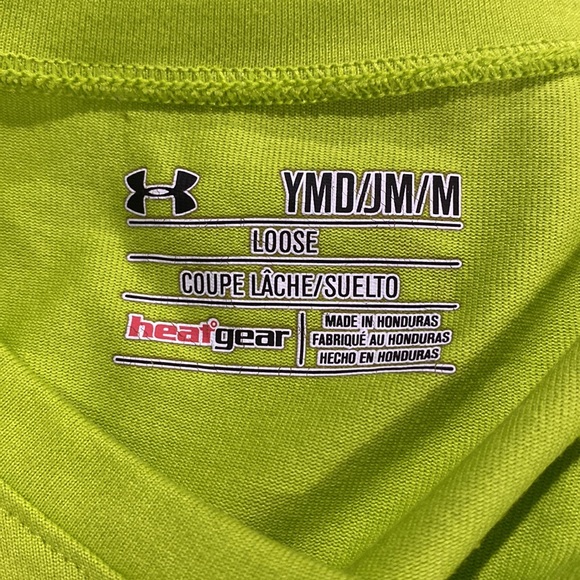 YMD/JM/M
LOOSE
COUPE LÂCHE/SUELTO
heatgear
MADE IN HONDURAS
FABRIQUÉ AU HONDURAS
HECHO EN HONDURAS